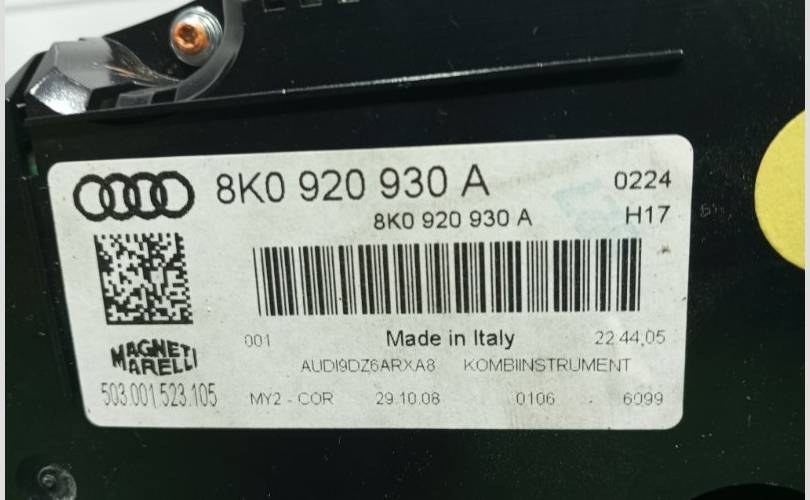 8K0 920 930 A 0224
8K0 920 930 A H17
001 Made in Italy 22.44.05
MAGNETI MARELLI
AUDI9DZ6ARXA8 KOMBIINSTRUMENT
503.001.523.105 MY2 - COR 29.10.08 0106 - 6099